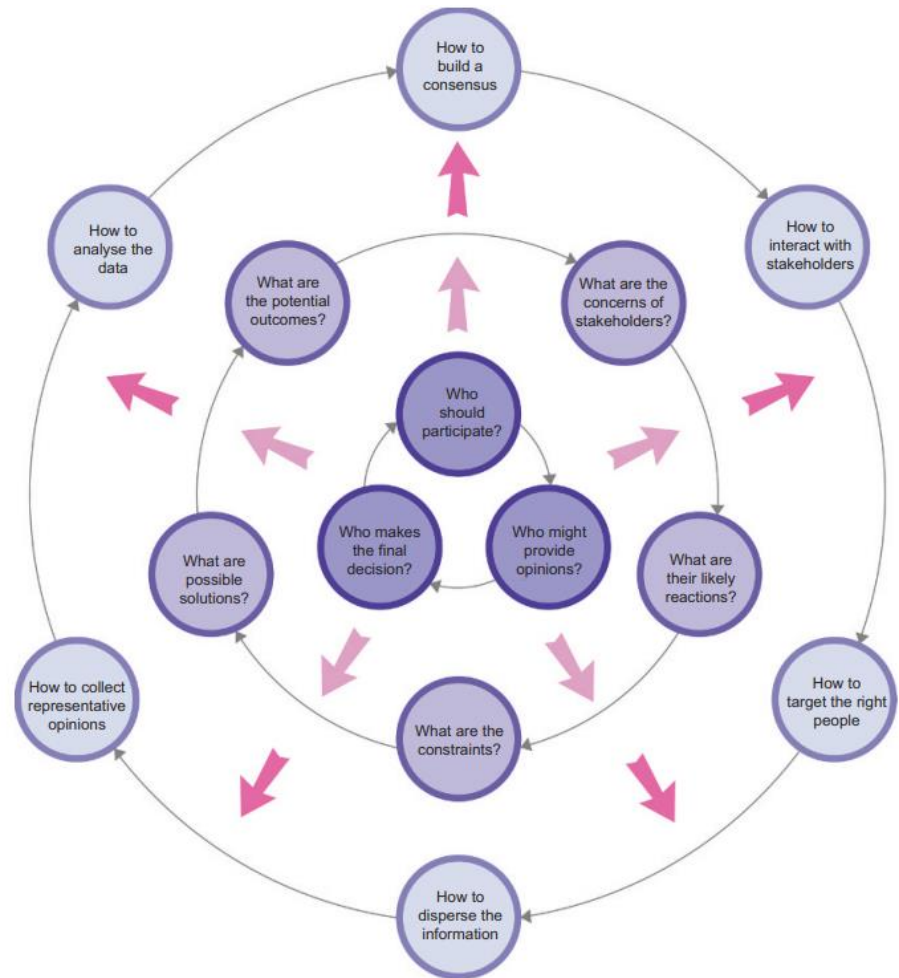 How to
build a
consensus
How to
analyse the
data
How to
interact with
stakeholders
What are
the potential
outcomes?
What are the
concerns of
stakeholders?
Who
should
participate?
Who makes
the final
decision?
Who might
provide
opinions?
What are
possible
solutions?
What are
their likely
reactions?
How to collect
representative
opinions
What are the
constraints?
How to
target the right
people
How to
disperse the
information